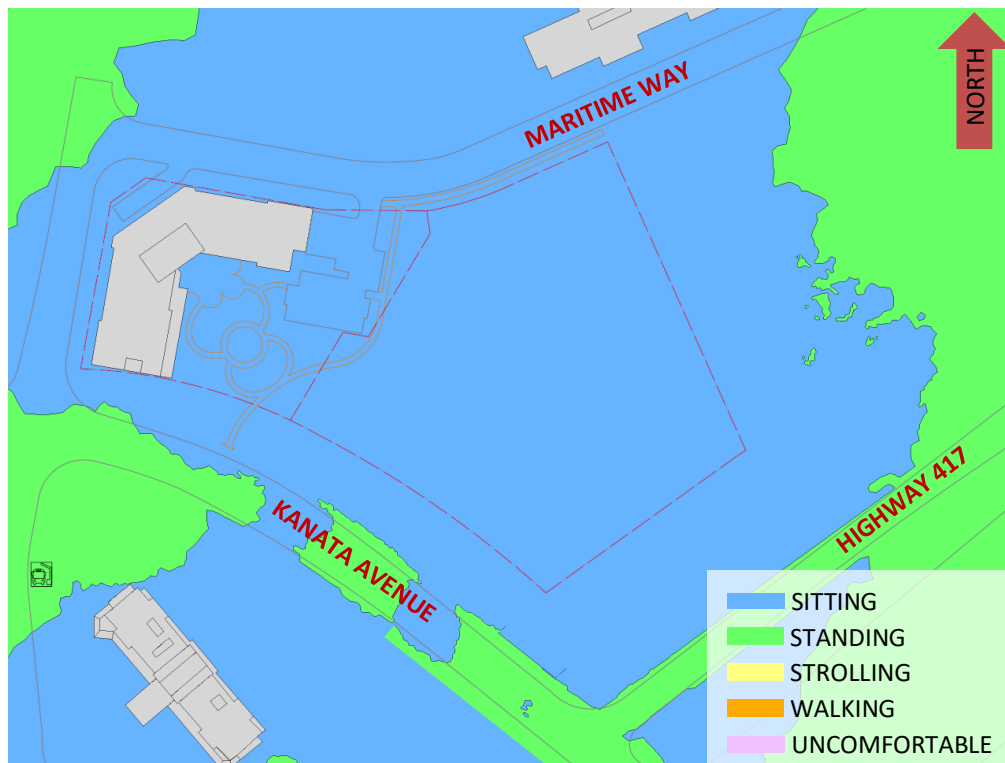 NORTH
MARITIME WAY
HIGHWAY 417
KANATA AVENUE
SITTING
STANDING
STROLLING
WALKING
UNCOMFORTABLE